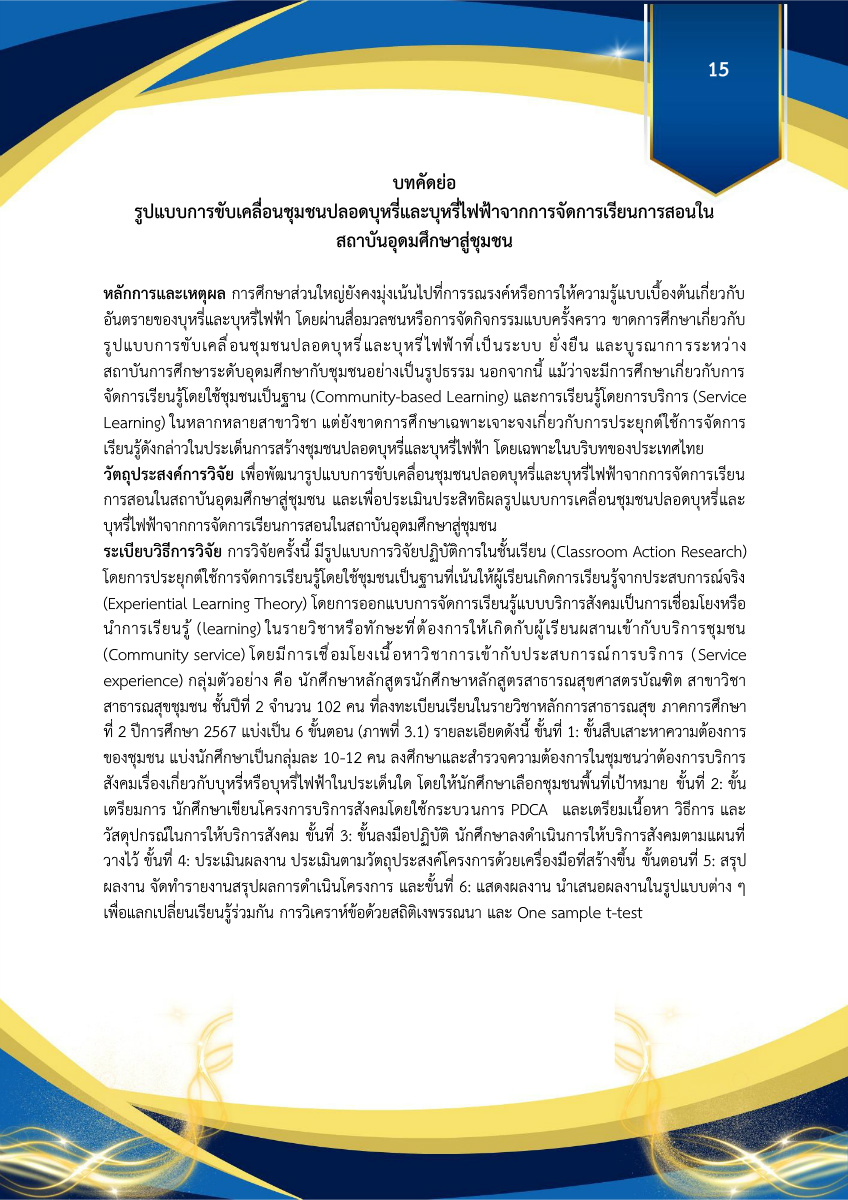 15
บทคัดย่อ
รูปแบบการขับเคลื่อนชุมชนปลอดบุหรี่และบุหรี่ไฟฟ้าจากการจัดการเรียนการสอนใน
สถาบันอุดมศึกษาสู่ชุมชน
หลักการและเหตุผล การศึกษาส่วนใหญ่ยังคงมุ่งเน้นไปที่การรณรงค์หรือการให้ความรู้แบบเบื้องต้นเกี่ยวกับ
อันตรายของบุหรี่และบุหรี่ไฟฟ้า โดยผ่านสื่อมวลชนหรือการจัดกิจกรรมแบบครั้งคราว ขาดการศึกษาเกี่ยวกับ
รูปแบบการขับเคลื่อนชุมชนปลอดบุหรี่และบุหรี่ไฟฟ้าที่เป็นระบบ ยั่งยืน และบูรณาการระหว่าง
สถาบันการศึกษาระดับอุดมศึกษากับชุมชนอย่างเป็นรูปธรรม นอกจากนี้ แม้ว่าจะมีการศึกษาเกี่ยวกับการ
จัดการเรียนรู้โดยใช้ชุมชนเป็นฐาน (Community-based Learning) และการเรียนรู้โดยการบริการ (Service
Learning) ในหลากหลายสาขาวิชา แต่ยังขาดการศึกษาเฉพาะเจาะจงเกี่ยวกับการประยุกต์ใช้การจัดการ
เรียนรู้ดังกล่าวในประเด็นการสร้างชุมชนปลอดบุหรี่และบุหรี่ไฟฟ้า โดยเฉพาะในบริบทของประเทศไทย
วัตถุประสงค์การวิจัย เพื่อพัฒนารูปแบบการขับเคลื่อนชุมชนปลอดบุหรี่และบุหรี่ไฟฟ้าจากการจัดการเรียน
การสอนในสถาบันอุดมศึกษาสู่ชุมชน และเพื่อประเมินประสิทธิผลรูปแบบการเคลื่อนชุมชนปลอดบุหรี่และ
บุหรี่ไฟฟ้าจากการจัดการเรียนการสอนในสถาบันอุดมศึกษาสู่ชุมชน
ระเบียบวิธีการวิจัย การวิจัยครั้งนี้ มีรูปแบบการวิจัยปฏิบัติการในชั้นเรียน (Classroom Action Research)
โดยการประยุกต์ใช้การจัดการเรียนรู้โดยใช้ชุมชนเป็นฐานที่เน้นให้ผู้เรียนเกิดการเรียนรู้จากประสบการณ์จริง
(Experiential Learning Theory) โดยการออกแบบการจัดการเรียนรู้แบบบริการสังคมเป็นการเชื่อมโยงหรือ
นำการเรียนรู้ (learning) ในรายวิชาหรือทักษะที่ต้องการให้เกิดกับผู้เรียนผสานเข้ากับบริการชุมชน
(Community service) โดยมีการเชื่อมโยงเนื้อหาวิชาการเข้ากับประสบการณ์การบริการ (Service
experience) กลุ่มตัวอย่าง คือ นักศึกษาหลักสูตรนักศึกษาหลักสูตรสาธารณสุขศาสตรบัณฑิต สาขาวิชา
สาธารณสุขชุมชน ชั้นปีที่ 2 จำนวน 102 คน ที่ลงทะเบียนเรียนในรายวิชาหลักการสาธารณสุข ภาคการศึกษา
ที่ 2 ปีการศึกษา 2567 แบ่งเป็น 6 ขั้นตอน (ภาพที่ 3.1) รายละเอียดดังนี้ ขั้นที่ 1: ขั้นสืบเสาะหาความต้องการ
ของชุมชน แบ่งนักศึกษาเป็นกลุ่มละ 10-12 คน ลงศึกษาและสำรวจความต้องการในชุมชนว่าต้องการบริการ
สังคมเรื่องเกี่ยวกับบุหรี่หรือบุหรี่ไฟฟ้าในประเด็นใด โดยให้นักศึกษาเลือกชุมชนพื้นที่เป้าหมาย ขั้นที่ 2: ขั้น
เตรียมการ นักศึกษาเขียนโครงการบริการสังคมโดยใช้กระบวนการ PDCA และเตรียมเนื้อหา วิธีการ และ
วัสดุปกรณ์ในการให้บริการสังคม ขั้นที่ 3: ขั้นลงมือปฏิบัติ นักศึกษาลงดำเนินการให้บริการสังคมตามแผนที่
วางไว้ ขั้นที่ 4: ประเมินผลงาน ประเมินตามวัตถุประสงค์โครงการด้วยเครื่องมือที่สร้างขึ้น ขั้นตอนที่ 5: สรุป
ผลงาน จัดทำรายงานสรุปผลการดำเนินโครงการ และขั้นที่ 6: แสดงผลงาน นำเสนอผลงานในรูปแบบต่าง ๆ
เพื่อแลกเปลี่ยนเรียนรู้ร่วมกัน การวิเคราห์ข้อด้วยสถิติเงพรรณนา และ One sample t-test